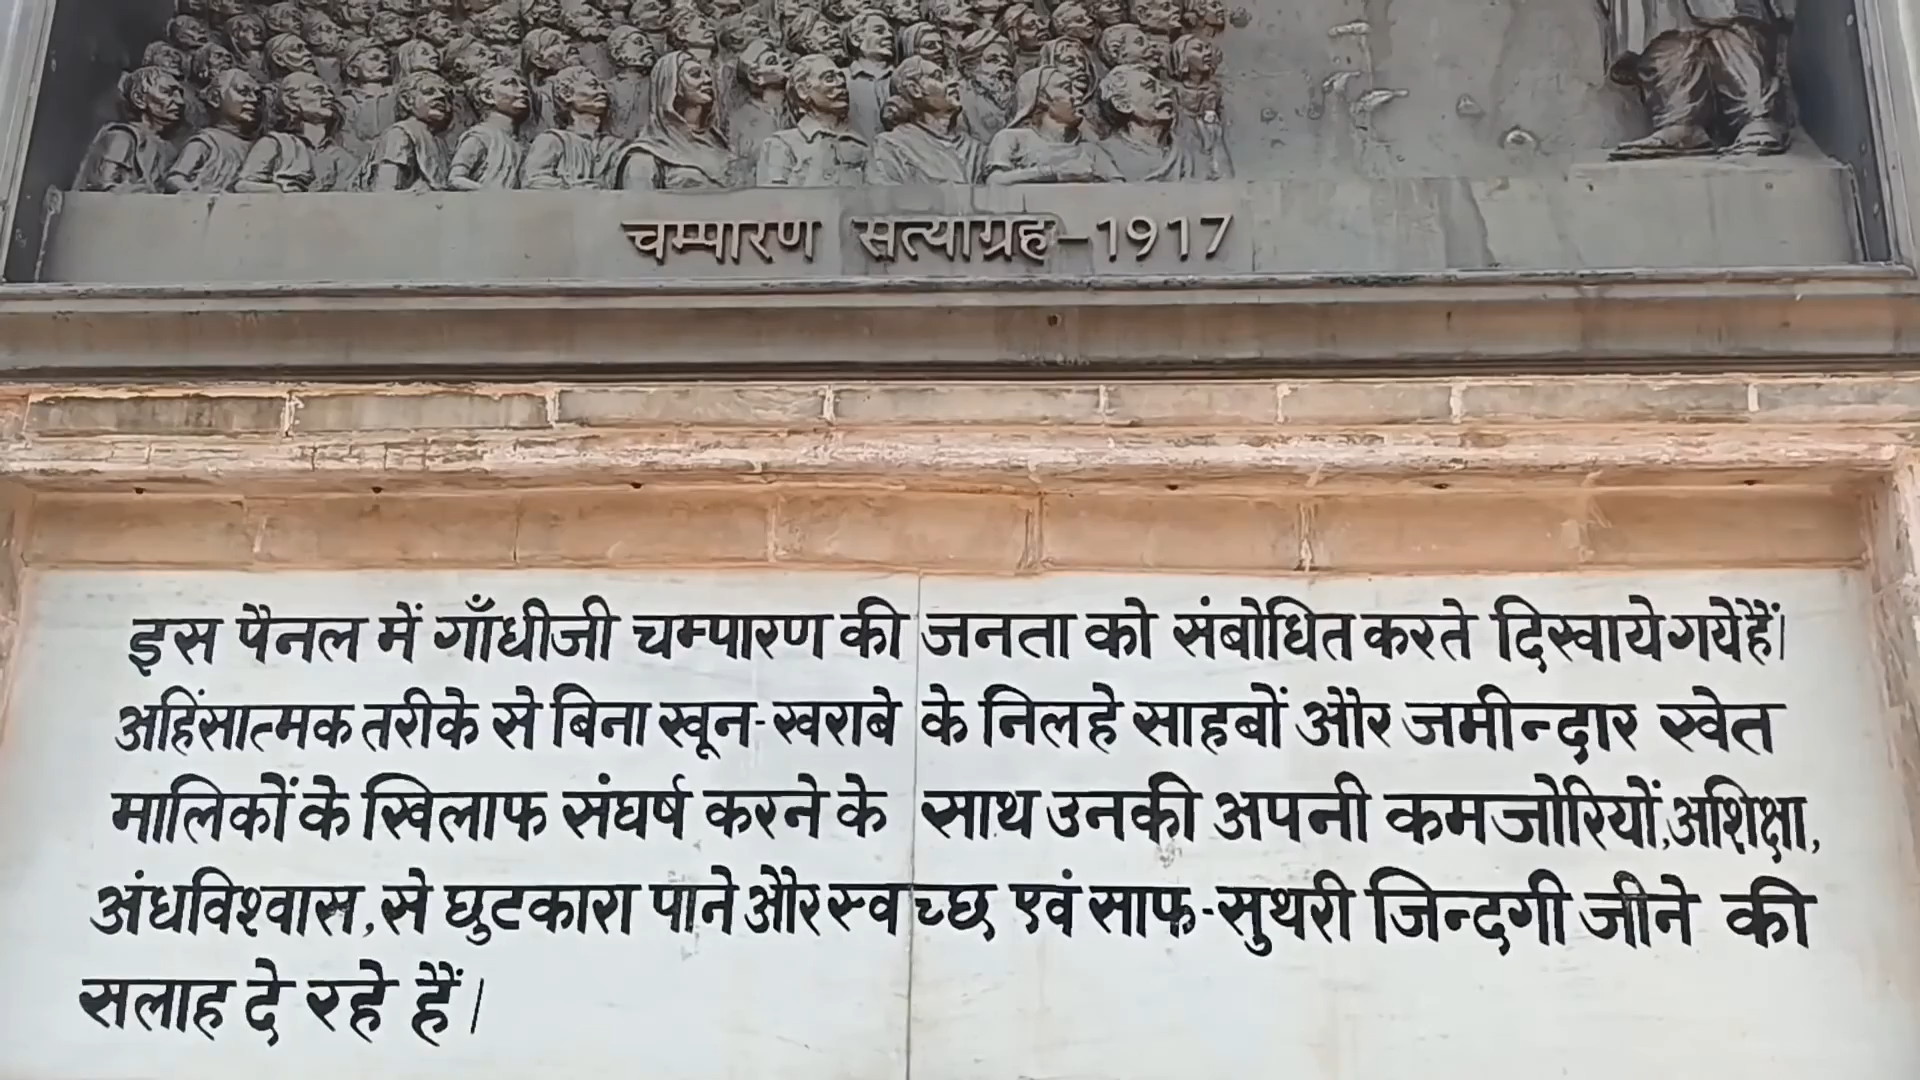 चम्पारण सत्याग्रह-1917
इस पैनल में गाँधीजी चम्पारण की जनता को संबोधित करते दिखाये गये हैं।
अहिंसात्मक तरीके से बिना खून-खराबे के निलहे साहबों और जमीन्दार खेत
मालिकों के खिलाफ संघर्ष करने के साथ उनकी अपनी कमजोरियों, अशिक्षा,
अंधविश्वास, से घुटकारा पाने और स्वच्छ एवं साफ-सुथरी जिन्दगी जीने की
सलाह दे रहे हैं।